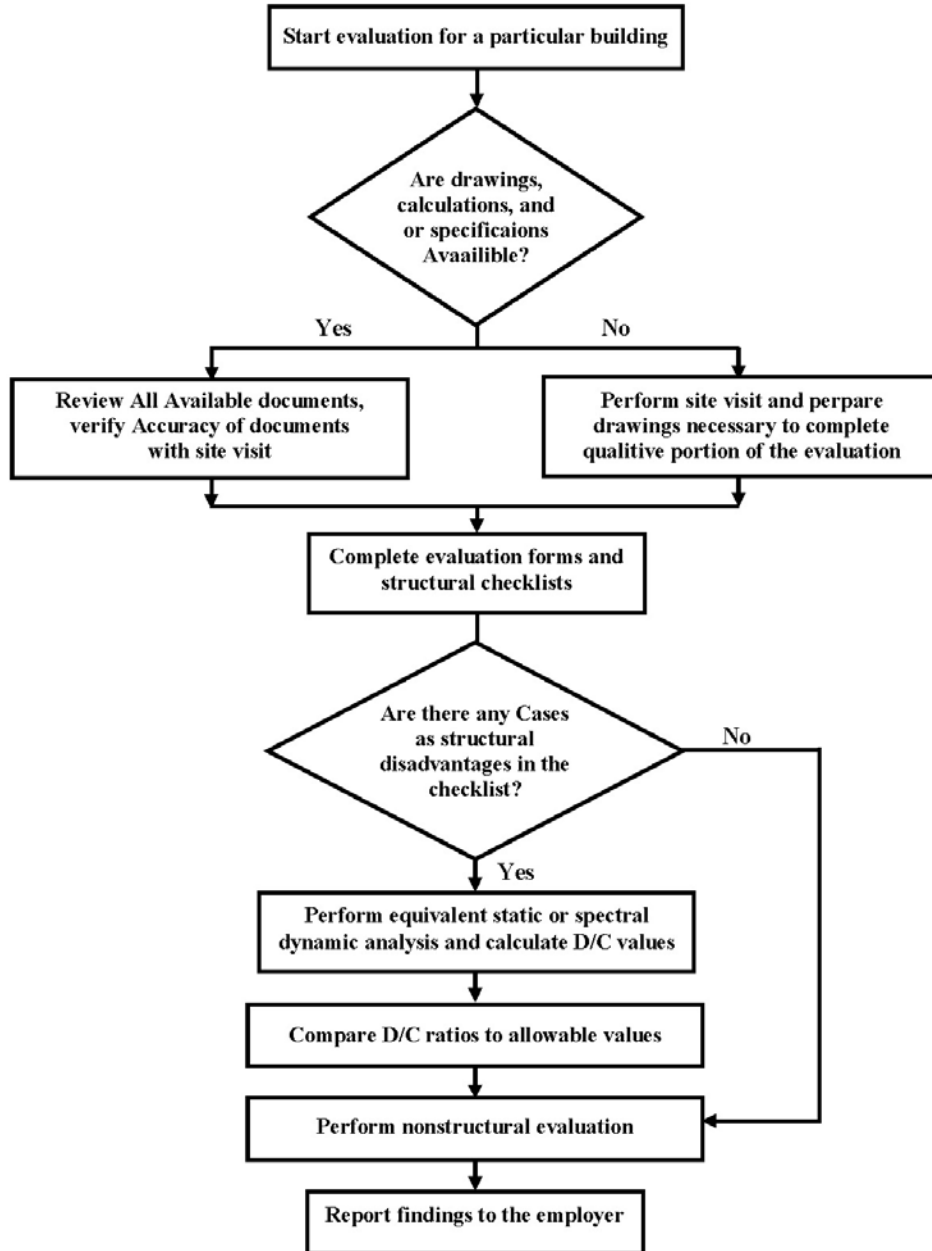 Start evaluation for a particular building
Are drawings,
calculations, and
or specificaions
Avaailible?
Yes
No
Review All Available documents,
verify Accuracy of documents
with site visit
Perform site visit and perpare
drawings necessary to complete
qualitive portion of the evaluation
Complete evaluation forms and
structural checklists
Are there any Cases
as structural
disadvantages in the
checklist?
No
Yes
Perform equivalent static or spectral
dynamic analysis and calculate D/C values
Compare D/C ratios to allowable values
Perform nonstructural evaluation
Report findings to the employer